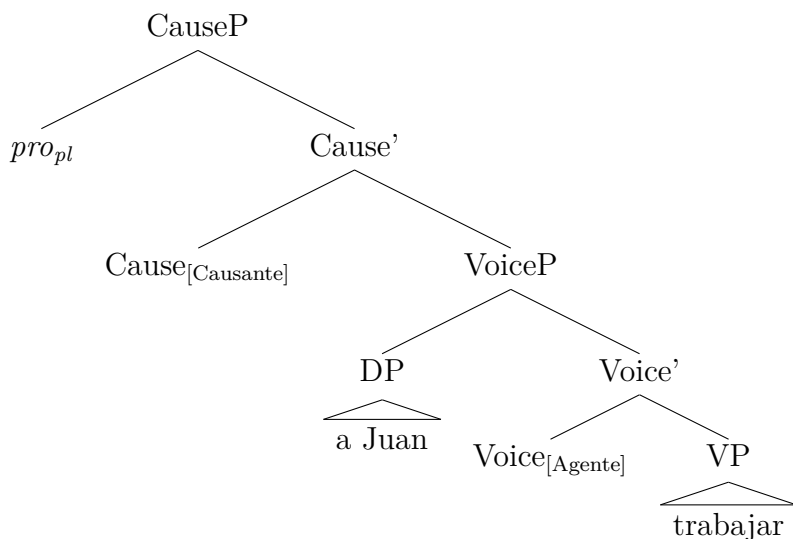 CauseP
pro_pl
Cause'
Cause_[Causante]
VoiceP
DP
Voice'
a Juan
Voice_[Agente]
VP
trabajar